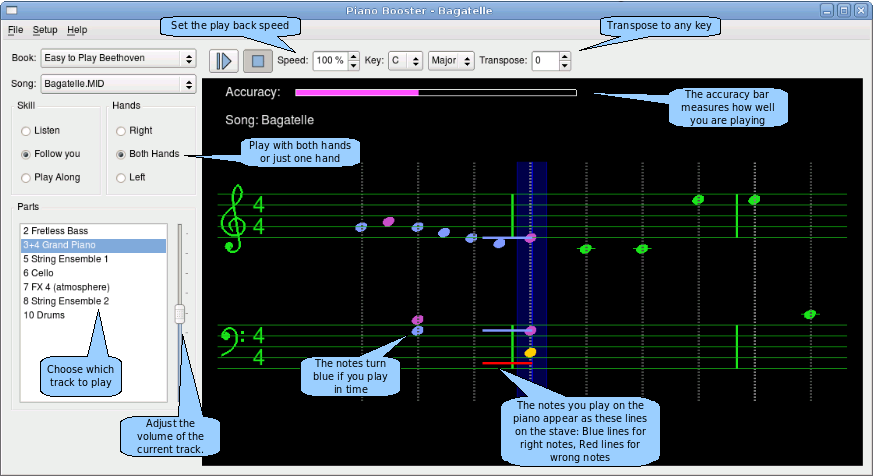 Piano Booster - Bagatelle
File Setup Help
Set the play back speed
Transpose to any key
Book: Easy to Play Beethoven
Speed: 100 % Key: C Major Transpose: 0
Song: Bagatelle.MID
Accuracy:
The accuracy bar
measures how well
you are playing
Skill
Hands
Song: Bagatelle
Listen
Right
Play with both hands
or just one hand
Follow you
Both Hands
Play Along
Left
Parts
2 Fretless Bass
3+4 Grand Piano
5 String Ensemble 1
6 Cello
7 FX 4 (atmosphere)
8 String Ensemble 2
10 Drums
4
4
4
4
Choose which
track to play
The notes turn
blue if you play
in time
Adjust the
volume of the
current track.
The notes you play on the
piano appear as these lines
on the stave: Blue lines for
right notes, Red lines for
wrong notes